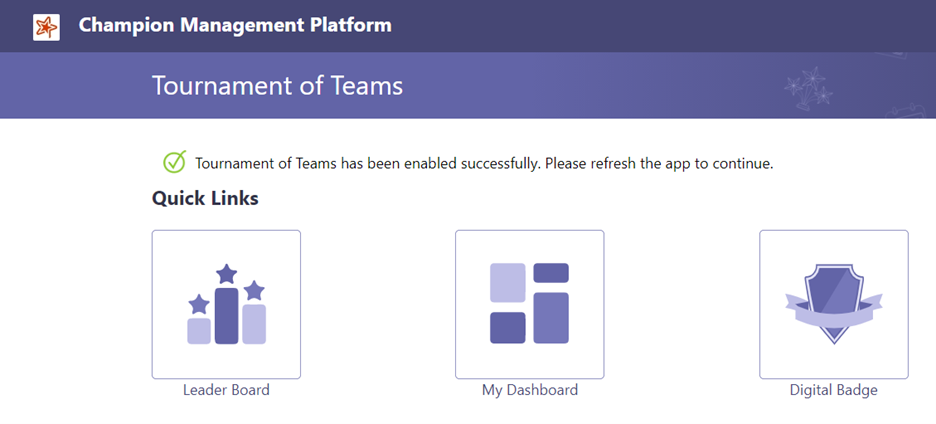 Champion Management Platform
Tournament of Teams
Tournament of Teams has been enabled successfully. Please refresh the app to continue.
Quick Links
Leader Board
My Dashboard
Digital Badge